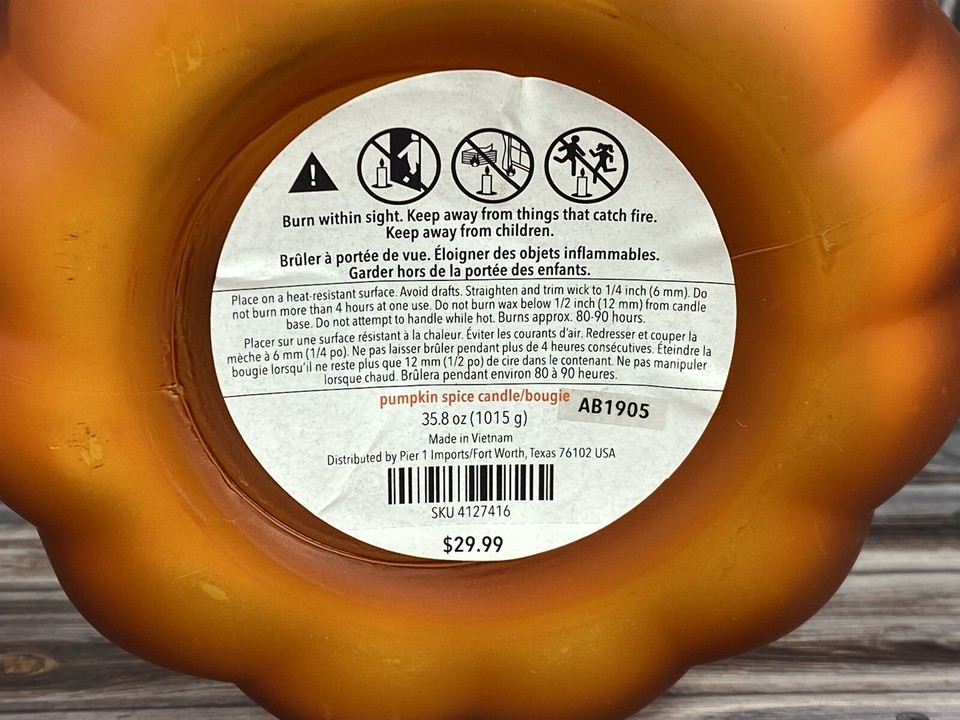 Burn within sight. Keep away from things that catch fire.
Keep away from children.
Brûler à portée de vue. Éloigner des objets inflammables.
Garder hors de la portée des enfants.
Place on a heat-resistant surface. Avoid drafts. Straighten and trim wick to 1/4 inch (6 mm). Do
not burn more than 4 hours at one use. Do not burn wax below 1/2 inch (12 mm) from candle
base. Do not attempt to handle while hot. Burns approx. 80-90 hours.
Placer sur une surface résistant à la chaleur. Éviter les courants d'air. Redresser et couper la
mèche à 6 mm (1/4 po). Ne pas laisser brûler pendant plus de 4 heures consécutives. Éteindre la
bougie lorsqu'il ne reste plus que 12 mm (1/2 po) de cire dans le contenant. Ne pas manipuler
lorsque chaud. Brûlera pendant environ 80 à 90 heures.
pumpkin spice candle/bougie
AB1905
35.8 oz (1015 g)
Made in Vietnam
Distributed by Pier 1 Imports/Fort Worth, Texas 76102 USA
SKU 4127416
$29.99